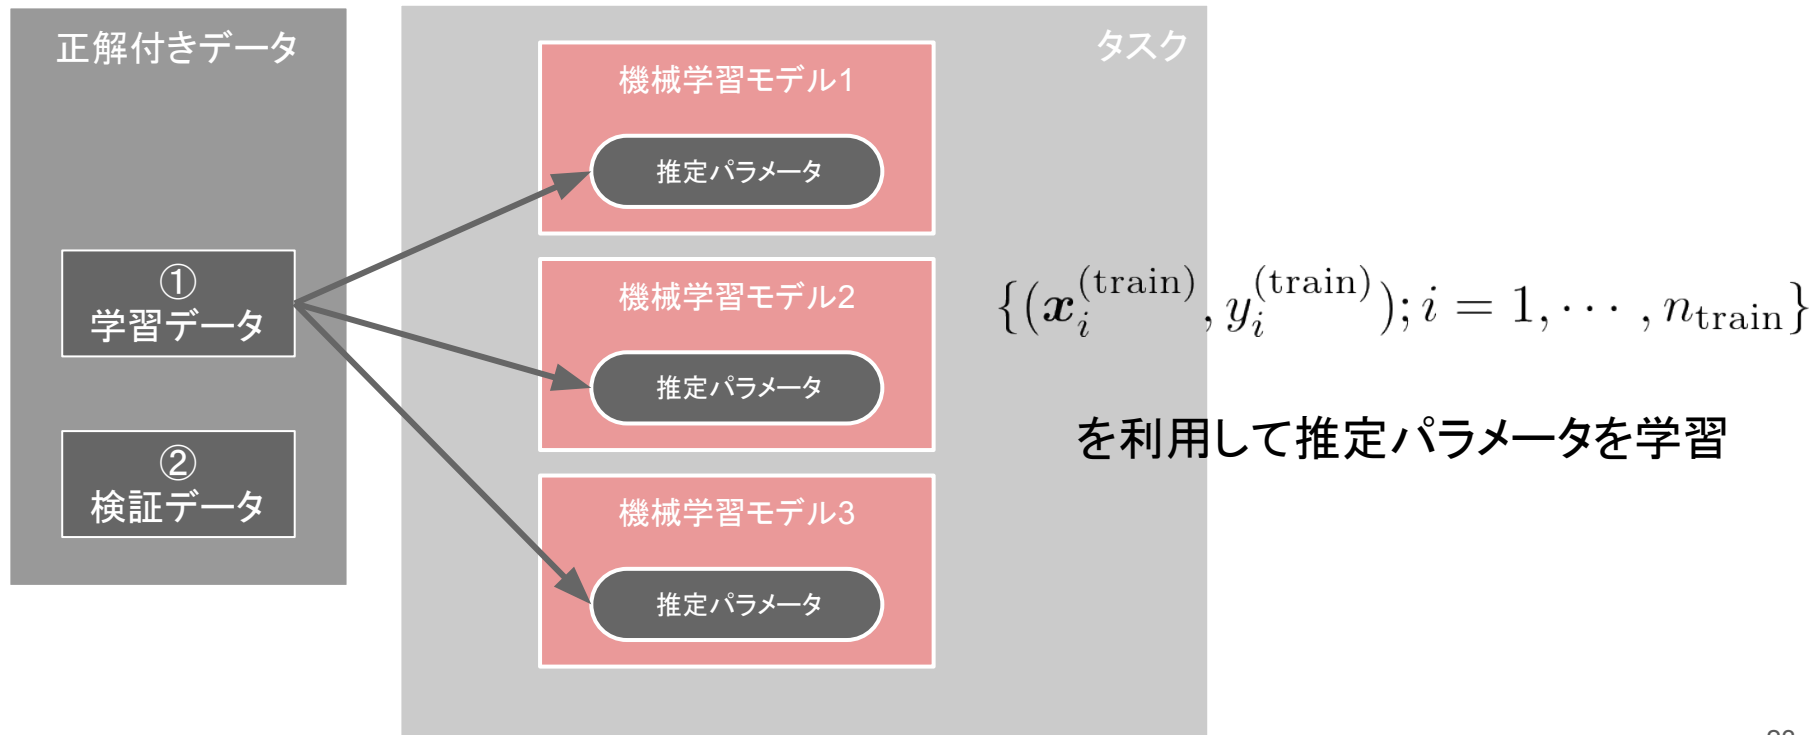 正解付きデータ
①
学習データ
②
検証データ
タスク
機械学習モデル1
推定パラメータ
機械学習モデル2
推定パラメータ
機械学習モデル3
推定パラメータ
{(𝒙_i^(train), y_i^(train)); i = 1, ⋯ , n_train}
を利用して推定パラメータを学習